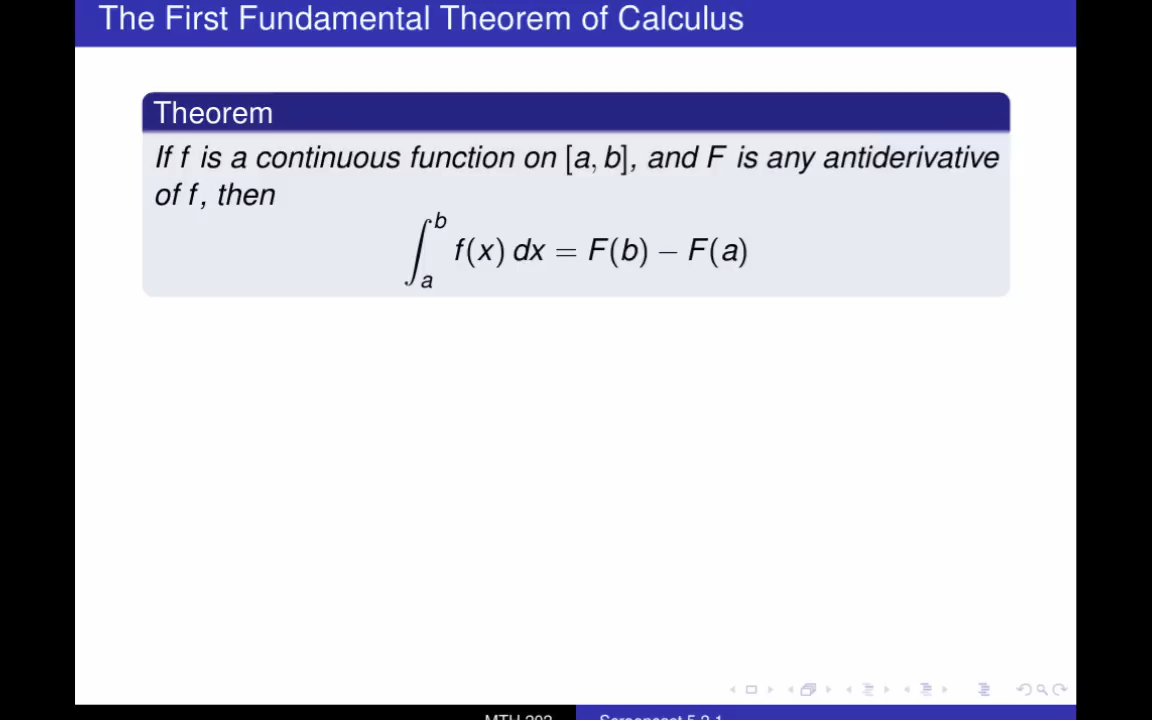 The First Fundamental Theorem of Calculus
Theorem
If f is a continuous function on [a, b], and F is any antiderivative
of f, then
∫_a^b f(x) dx = F(b) − F(a)